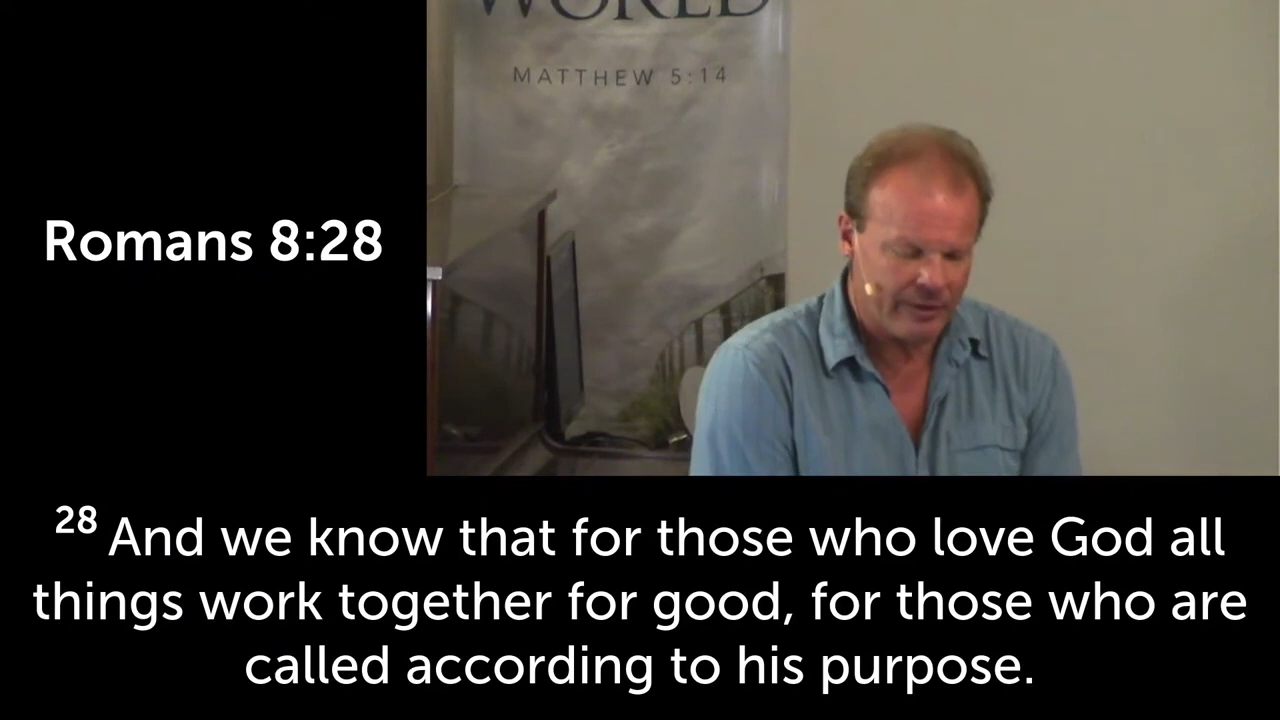 WORLD
MATTHEW 5:14
Romans 8:28
28 And we know that for those who love God all
things work together for good, for those who are
called according to his purpose.